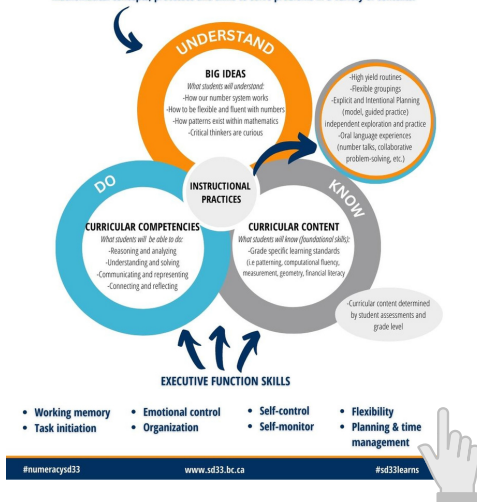 UNDERSTAND
BIG IDEAS
What students will understand:
-How our number system works
-How to be flexible and fluent with numbers
-How patterns exist within mathematics
-Critical thinkers are curious
-High yield routines
-Flexible groupings
-Explicit and Intentional Planning
(model, guided practice)
independent exploration and practice
-Oral language experiences
(number talks, collaborative
problem-solving, etc.)
INSTRUCTIONAL
PRACTICES
DO
CURRICULAR COMPETENCIES
What students will be able to do:
-Reasoning and analyzing
-Understanding and solving
-Communicating and representing
-Connecting and reflecting
KNOW
CURRICULAR CONTENT
What students will know (foundational skills):
-Grade specific learning standards
(i.e patterning, computational fluency,
measurement, geometry, financial literacy
-Curricular content determined
by student assessments and
grade level
EXECUTIVE FUNCTION SKILLS
• Working memory
• Task initiation
• Emotional control
• Organization
• Self-control
• Self-monitor
• Flexibility
• Planning & time
management
#numeracysd33
www.sd33.bc.ca
#sd33learns